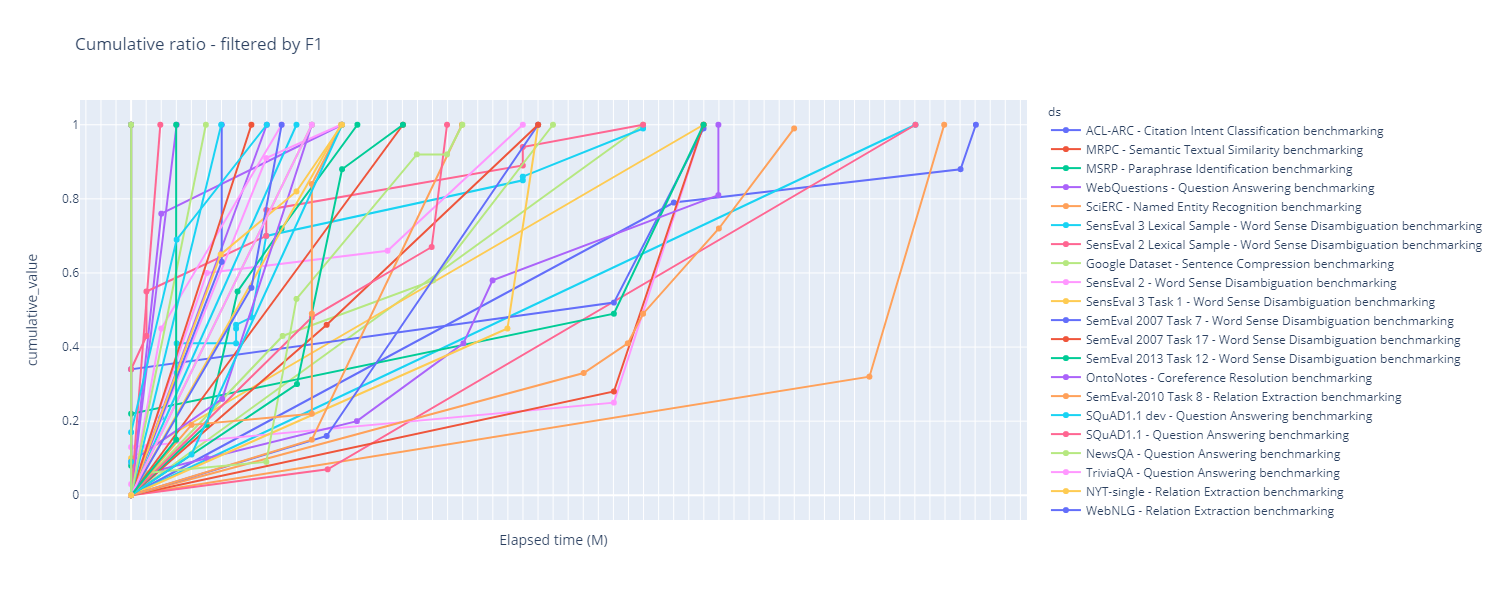 Cumulative ratio - filtered by F1
ds
ACL-ARC - Citation Intent Classification benchmarking
MRPC - Semantic Textual Similarity benchmarking
MSRP - Paraphrase Identification benchmarking
WebQuestions - Question Answering benchmarking
SciERC - Named Entity Recognition benchmarking
SensEval 3 Lexical Sample - Word Sense Disambiguation benchmarking
SensEval 2 Lexical Sample - Word Sense Disambiguation benchmarking
Google Dataset - Sentence Compression benchmarking
SensEval 2 - Word Sense Disambiguation benchmarking
SensEval 3 Task 1 - Word Sense Disambiguation benchmarking
SemEval 2007 Task 7 - Word Sense Disambiguation benchmarking
SemEval 2007 Task 17 - Word Sense Disambiguation benchmarking
SemEval 2013 Task 12 - Word Sense Disambiguation benchmarking
OntoNotes - Coreference Resolution benchmarking
SemEval-2010 Task 8 - Relation Extraction benchmarking
SQuAD1.1 dev - Question Answering benchmarking
SQuAD1.1 - Question Answering benchmarking
NewsQA - Question Answering benchmarking
TriviaQA - Question Answering benchmarking
NYT-single - Relation Extraction benchmarking
WebNLG - Relation Extraction benchmarking
1
0.8
0.6
0.4
0.2
0
cumulative_value
Elapsed time (M)